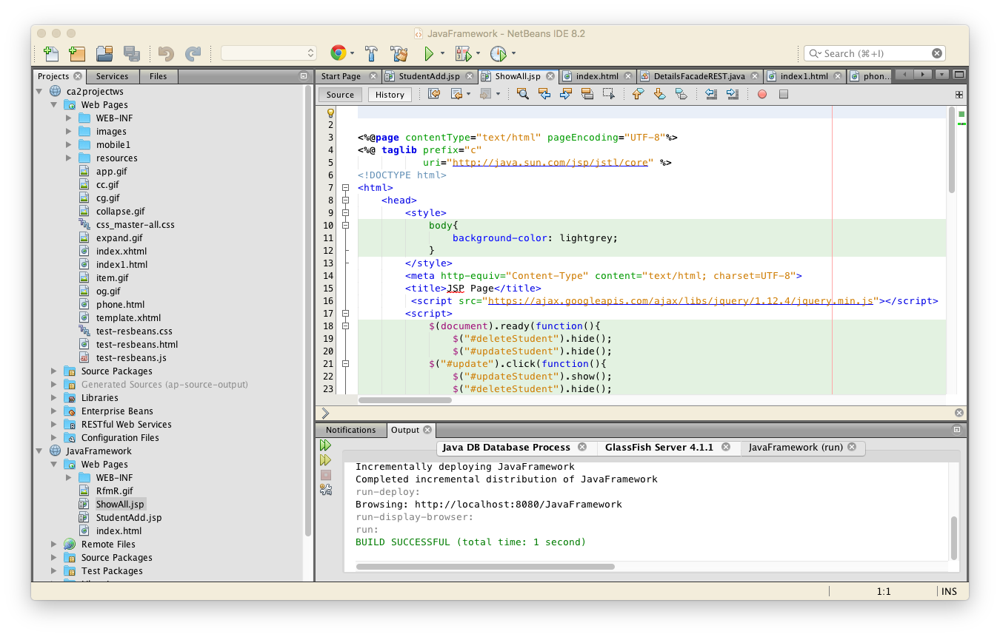 JavaFramework - NetBeans IDE 8.2
Search (⌘+I)
Projects Services Files
Start Page StudentAdd.jsp ShowAll.jsp index.html DetailsFacadeREST.java index1.html phon...
Source History
ca2projectws
Web Pages
WEB-INF
images
mobile1
resources
app.gif
cc.gif
cg.gif
collapse.gif
css_master-all.css
expand.gif
index.xhtml
index1.html
item.gif
og.gif
phone.html
template.xhtml
test-resbeans.css
test-resbeans.html
test-resbeans.js
Source Packages
Generated Sources (ap-source-output)
Libraries
Enterprise Beans
RESTful Web Services
Configuration Files
JavaFramework
Web Pages
WEB-INF
RfmR.gif
ShowAll.jsp
StudentAdd.jsp
index.html
Remote Files
Source Packages
Test Packages
2
3 <%@page contentType="text/html" pageEncoding="UTF-8"%>
4 <%@ taglib prefix="c"
5 uri="http://java.sun.com/jsp/jstl/core" %>
6 <!DOCTYPE html>
7 <html>
8 <head>
9 <style>
10 body{
11 background-color: lightgrey;
12 }
13 </style>
14 <meta http-equiv="Content-Type" content="text/html; charset=UTF-8">
15 <title>JSP Page</title>
16 <script src="https://ajax.googleapis.com/ajax/libs/jquery/1.12.4/jquery.min.js"></script>
17 <script>
18 $(document).ready(function(){
19 $("#deleteStudent").hide();
20 $("#updateStudent").hide();
21 $("#update").click(function(){
22 $("#updateStudent").show();
23 $("#deleteStudent").hide();
Notifications Output
Java DB Database Process GlassFish Server 4.1.1 JavaFramework (run)
Incrementally deploying JavaFramework
Completed incremental distribution of JavaFramework
run-deploy:
Browsing: http://localhost:8080/JavaFramework
run-display-browser:
run:
BUILD SUCCESSFUL (total time: 1 second)
1:1 INS